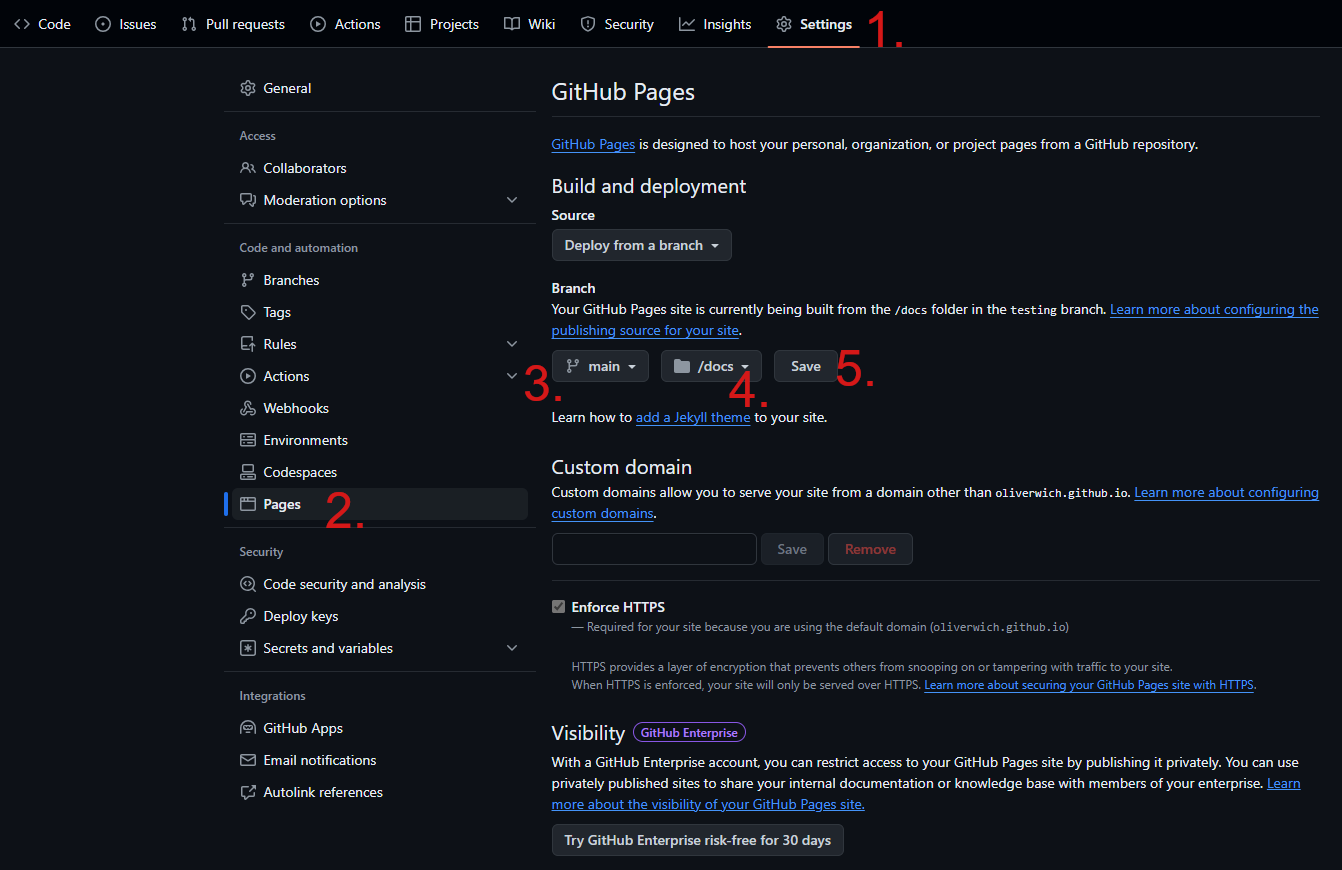 Code Issues Pull requests Actions Projects Wiki Security Insights Settings 1.
General
Access
Collaborators
Moderation options
Code and automation
Branches
Tags
Rules
Actions
Webhooks
Environments
Codespaces
Pages 2.
Security
Code security and analysis
Deploy keys
Secrets and variables
Integrations
GitHub Apps
Email notifications
Autolink references
GitHub Pages
GitHub Pages is designed to host your personal, organization, or project pages from a GitHub repository.
Build and deployment
Source
Deploy from a branch
Branch
Your GitHub Pages site is currently being built from the /docs folder in the testing branch. Learn more about configuring the
publishing source for your site.
3. main /docs 4. Save 5.
Learn how to add a Jekyll theme to your site.
Custom domain
Custom domains allow you to serve your site from a domain other than oliverwich.github.io. Learn more about configuring
custom domains.
Save Remove
Enforce HTTPS
— Required for your site because you are using the default domain (oliverwich.github.io)
HTTPS provides a layer of encryption that prevents others from snooping on or tampering with traffic to your site.
When HTTPS is enforced, your site will only be served over HTTPS. Learn more about securing your GitHub Pages site with HTTPS.
Visibility GitHub Enterprise
With a GitHub Enterprise account, you can restrict access to your GitHub Pages site by publishing it privately. You can use
privately published sites to share your internal documentation or knowledge base with members of your enterprise. Learn
more about the visibility of your GitHub Pages site.
Try GitHub Enterprise risk-free for 30 days